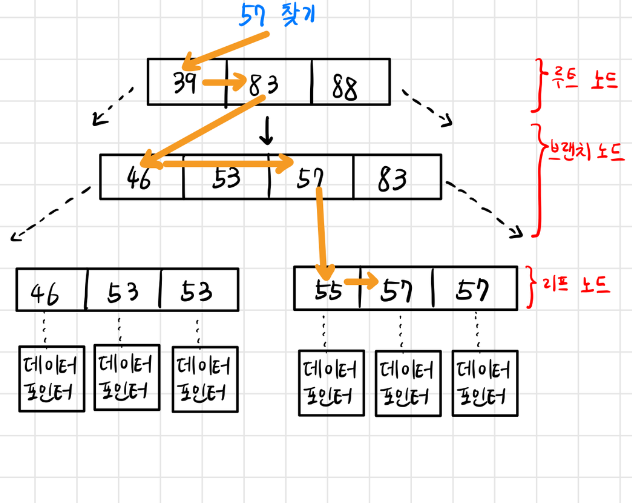 57 찾기
39 83 88
루트 노드
브랜치 노드
46 53 57 83
46 53 53
55 57 57
리프 노드
데이터
포인터
데이터
포인터
데이터
포인터
데이터
포인터
데이터
포인터
데이터
포인터